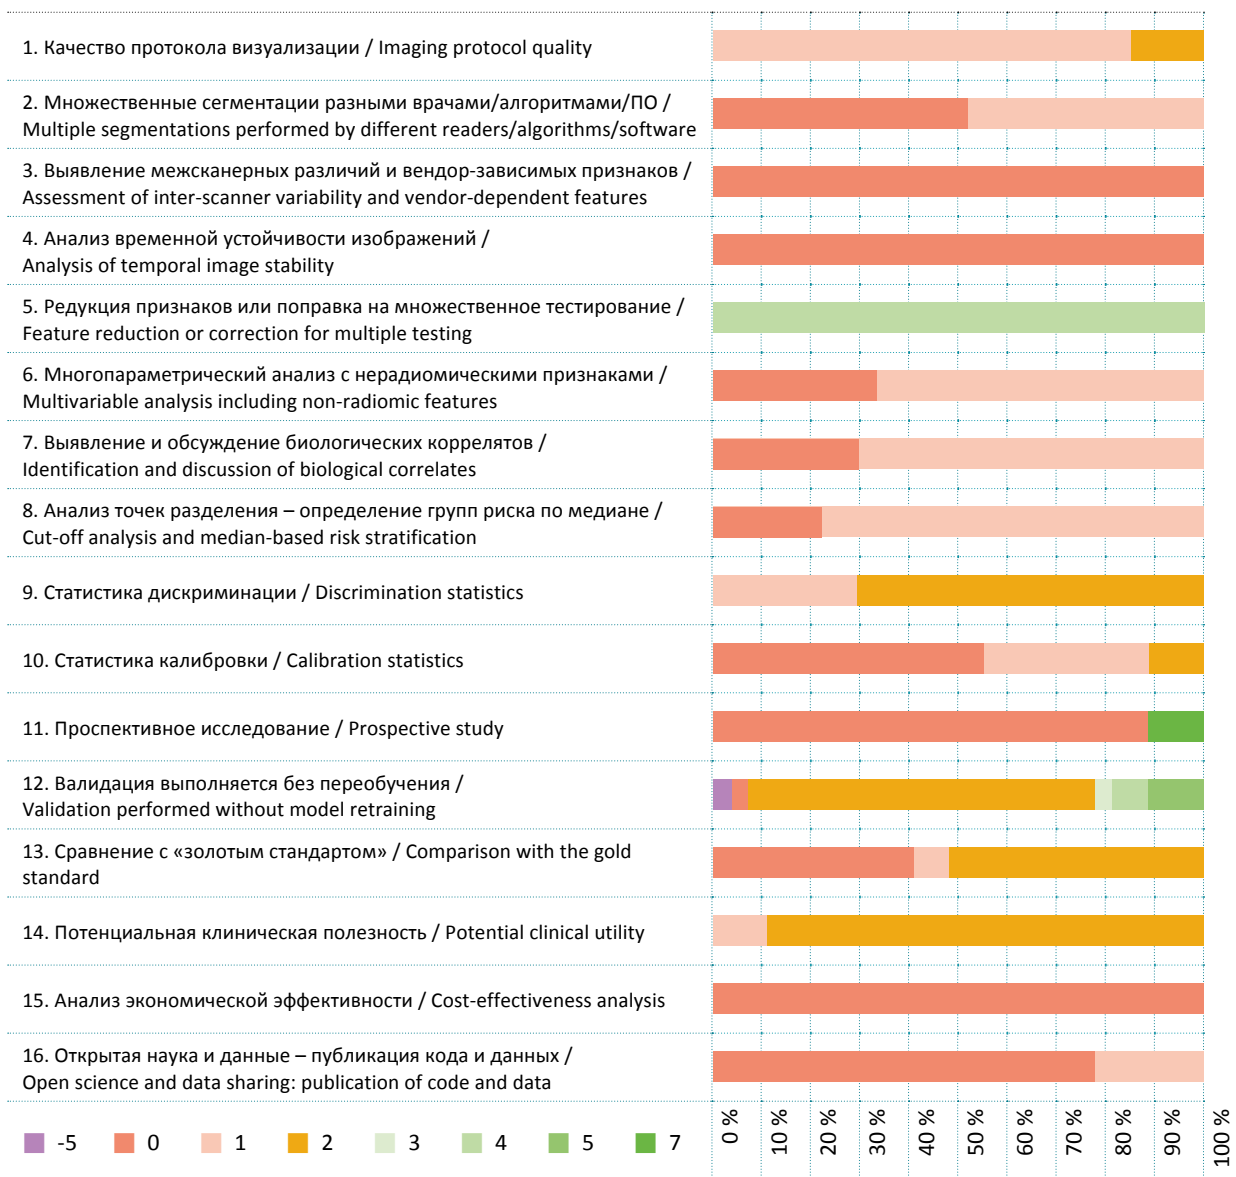 1. Качество протокола визуализации / Imaging protocol quality
2. Множественные сегментации разными врачами/алгоритмами/ПО /
Multiple segmentations performed by different readers/algorithms/software
3. Выявление межсканерных различий и вендор-зависимых признаков /
Assessment of inter-scanner variability and vendor-dependent features
4. Анализ временной устойчивости изображений /
Analysis of temporal image stability
5. Редукция признаков или поправка на множественное тестирование /
Feature reduction or correction for multiple testing
6. Многопараметрический анализ с нерадиомическими признаками /
Multivariable analysis including non-radiomic features
7. Выявление и обсуждение биологических коррелятов /
Identification and discussion of biological correlates
8. Анализ точек разделения – определение групп риска по медиане /
Cut-off analysis and median-based risk stratification
9. Статистика дискриминации / Discrimination statistics
10. Статистика калибровки / Calibration statistics
11. Проспективное исследование / Prospective study
12. Валидация выполняется без переобучения /
Validation performed without model retraining
13. Сравнение с «золотым стандартом» / Comparison with the gold
standard
14. Потенциальная клиническая полезность / Potential clinical utility
15. Анализ экономической эффективности / Cost-effectiveness analysis
16. Открытая наука и данные – публикация кода и данных /
Open science and data sharing: publication of code and data
-5 0 1 2 3 4 5 7
0 %
10 %
20 %
30 %
40 %
50 %
60 %
70 %
80 %
90 %
100 %